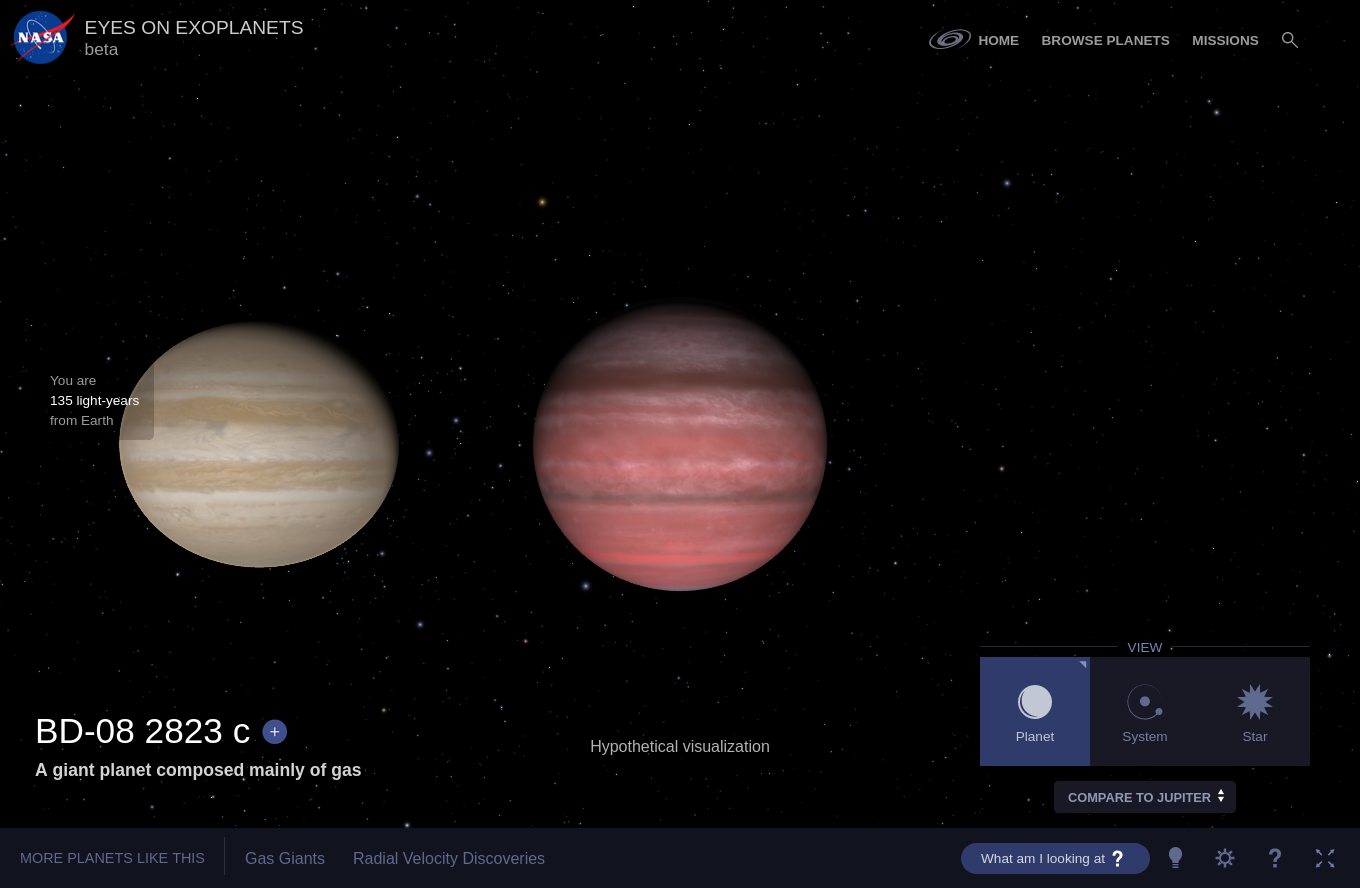 NASA
EYES ON EXOPLANETS
beta
HOME
BROWSE PLANETS
MISSIONS
You are
135 light-years
from Earth
BD-08 2823 c +
A giant planet composed mainly of gas
Hypothetical visualization
VIEW
Planet
System
Star
COMPARE TO JUPITER
MORE PLANETS LIKE THIS
Gas Giants
Radial Velocity Discoveries
What am I looking at ?
?